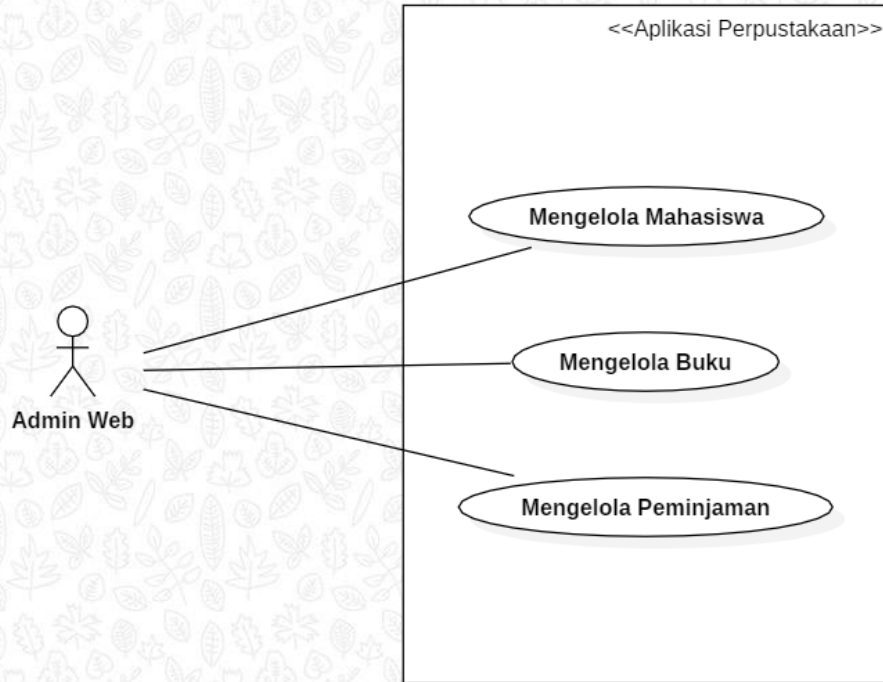 <<Aplikasi Perpustakaan>>
Mengelola Mahasiswa
Mengelola Buku
Admin Web
Mengelola Peminjaman